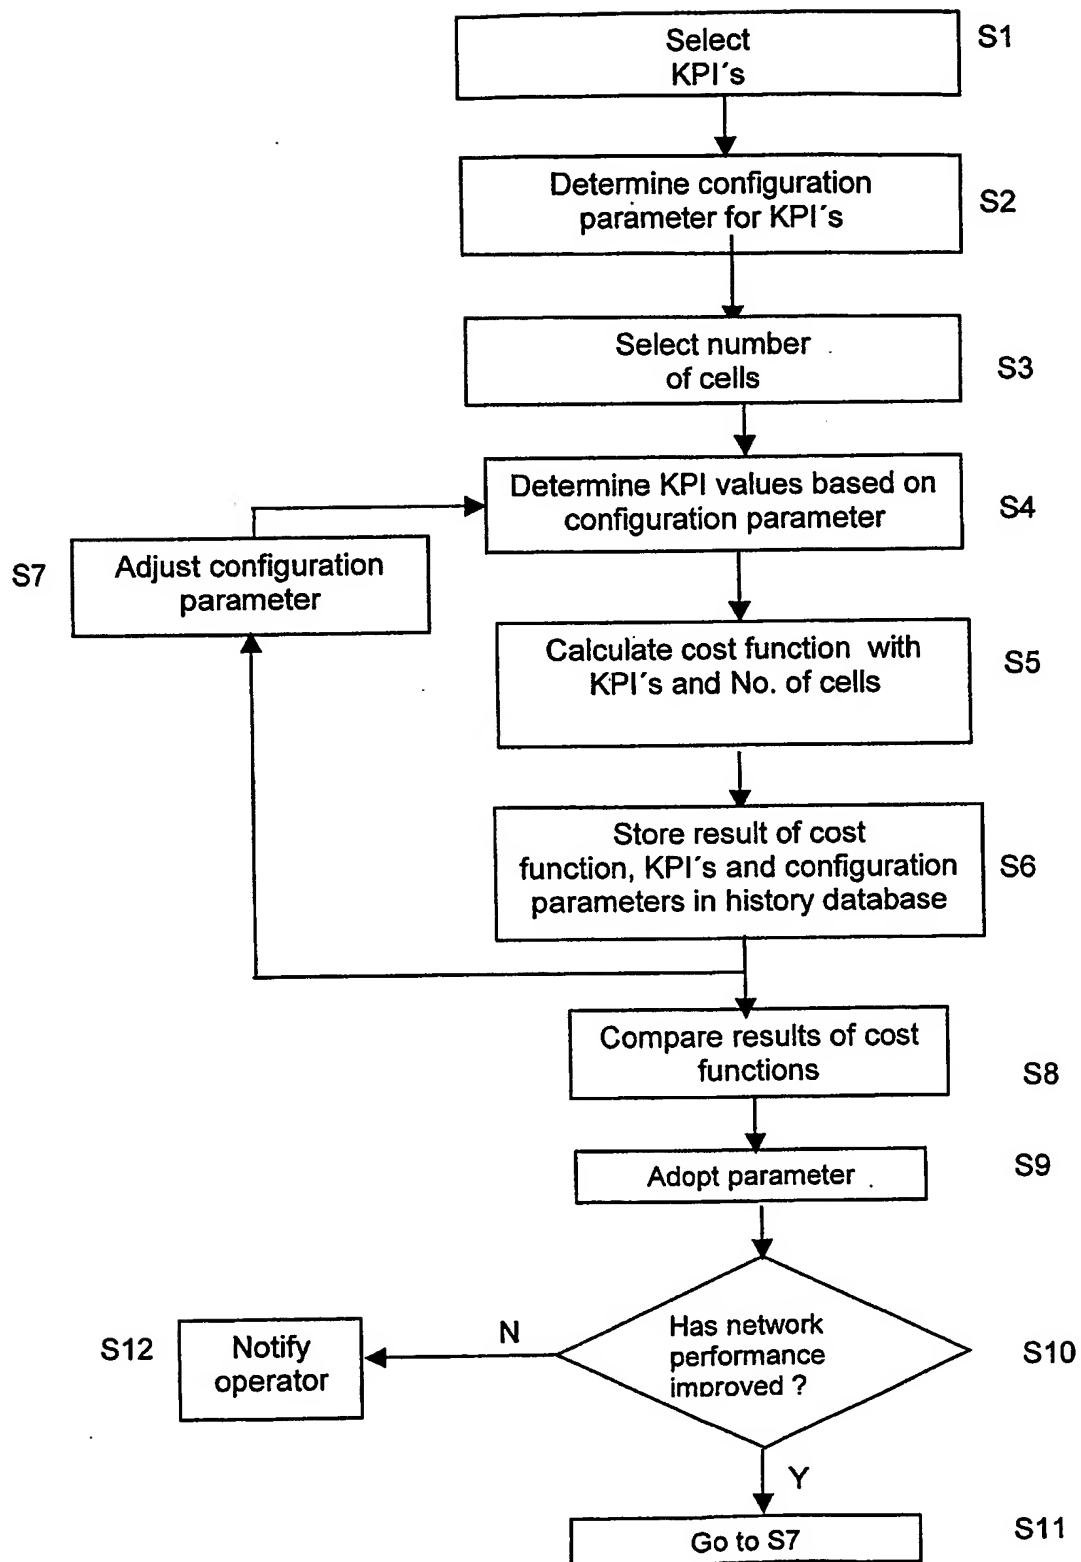 Select
KPI´s
S1
Determine configuration
parameter for KPI´s
S2
Select number
of cells
S3
Determine KPI values based on
configuration parameter
S4
S7
Adjust configuration
parameter
Calculate cost function with
KPI´s and No. of cells
S5
Store result of cost
function, KPI´s and configuration
parameters in history database
S6
Compare results of cost
functions
S8
Adopt parameter
S9
Has network
performance
improved ?
S10
N
S12
Notify
operator
Y
Go to S7
S11